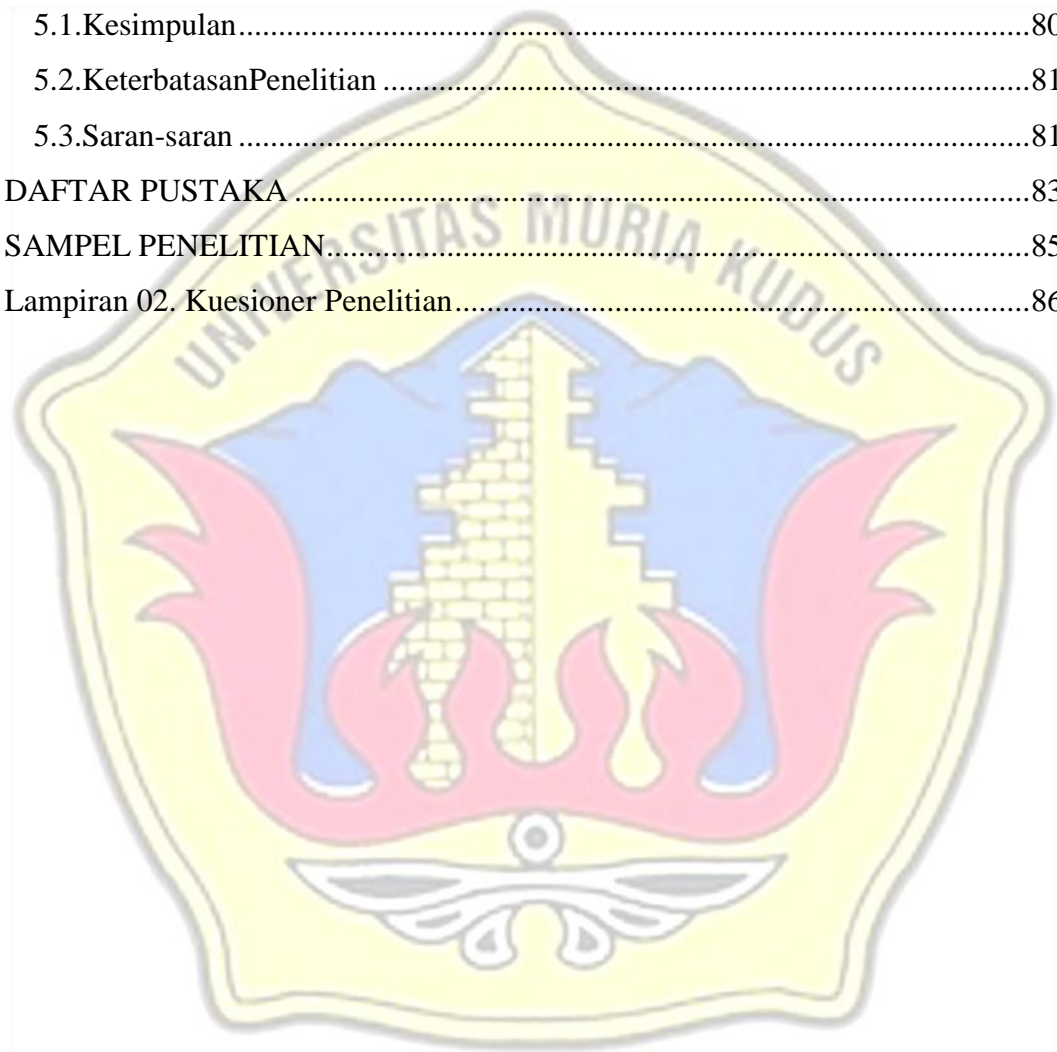 5.1.Kesimpulan....................................................................................80
5.2.KeterbatasanPenelitian .....................................................................81
5.3.Saran-saran ....................................................................................81
DAFTAR PUSTAKA ..............................................................................83
SAMPEL PENELITIAN...........................................................................85
Lampiran 02. Kuesioner Penelitian.............................................................86
UNIVERSITAS MURIA KUDUS